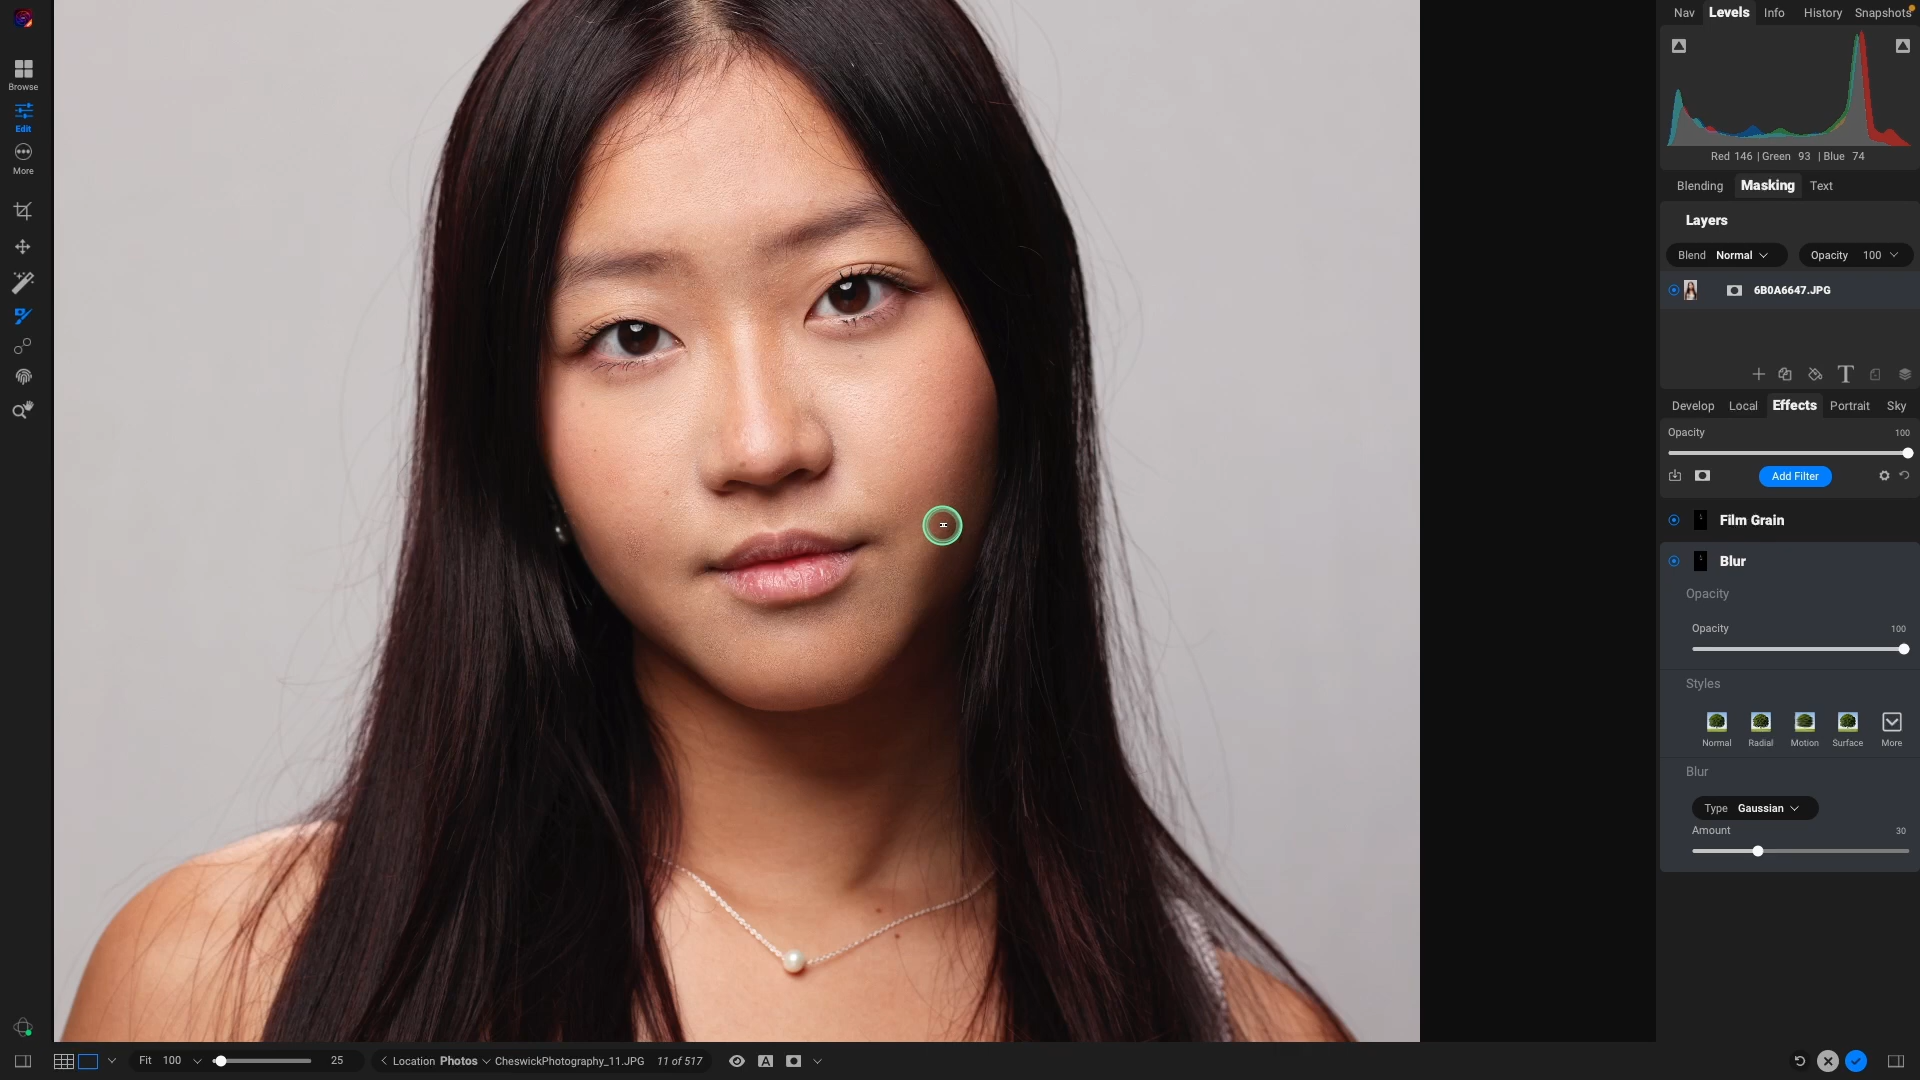 Nav Levels Info History Snapshots
Browse
Edit
More
Red 146 | Green 93 | Blue 74
Blending Masking Text
Layers
Blend Normal Opacity 100
6B0A6647.JPG
T
Develop Local Effects Portrait Sky
Opacity 100
Add Filter
Film Grain
Blur
Opacity
Opacity 100
Styles
Normal Radial Motion Surface More
Blur
Type Gaussian
Amount 30
Fit 100 25 Location Photos CheswickPhotography_11.JPG 11 of 517 A